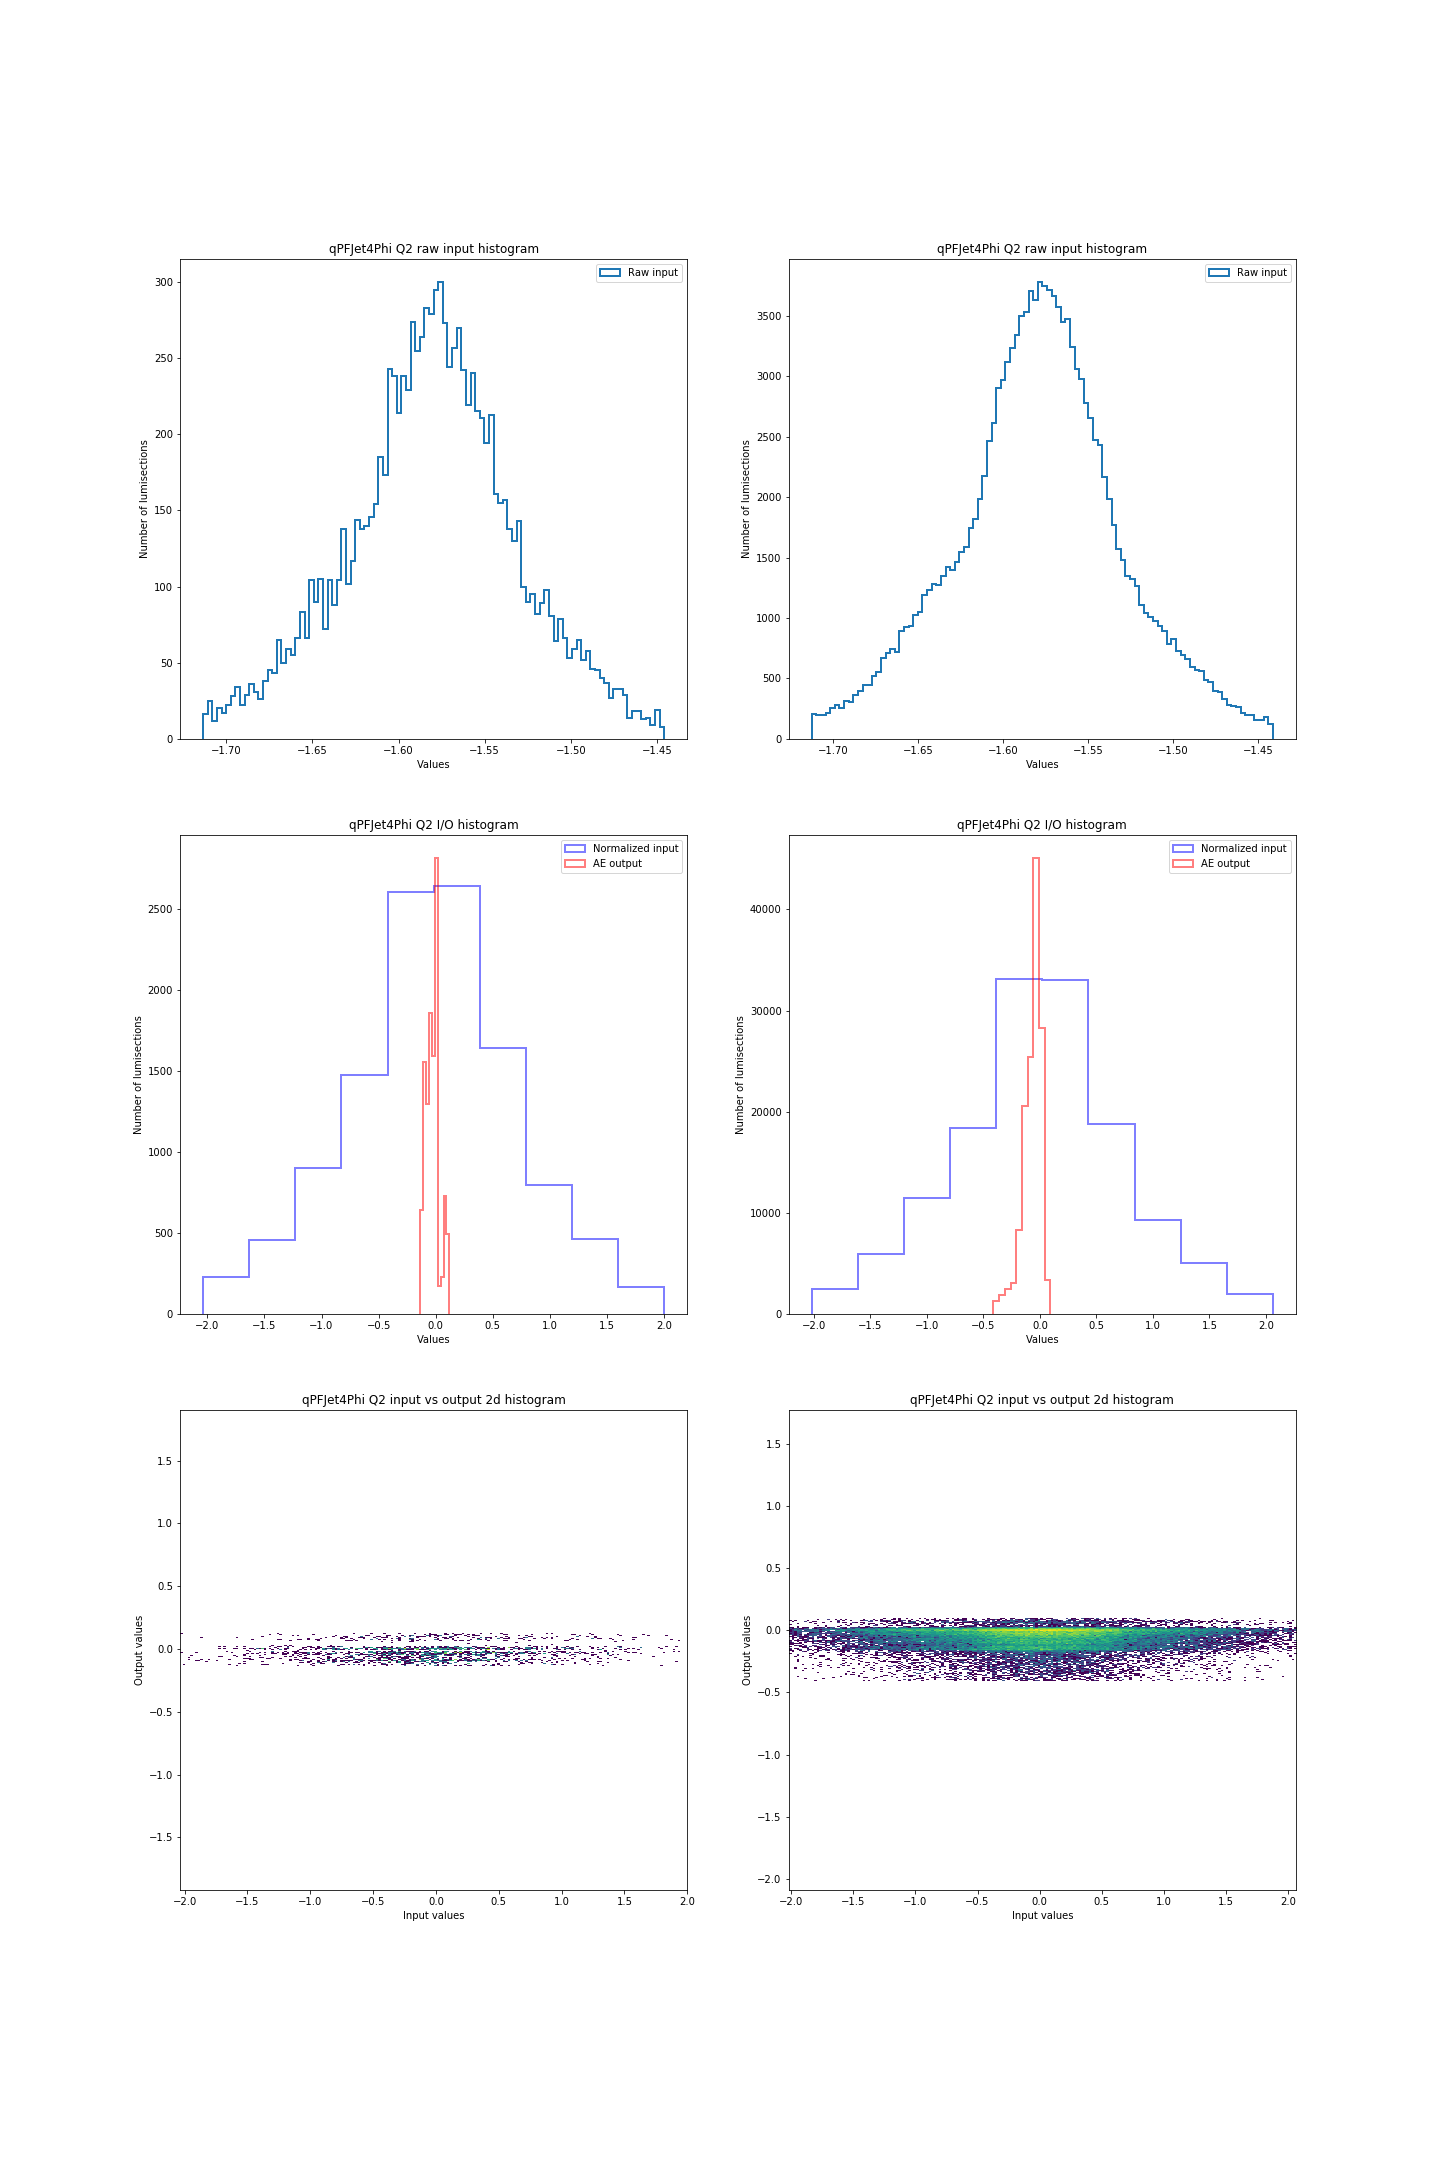 qPFJet4Phi Q2 raw input histogram
Raw input
300
250
200
150
100
50
0
Number of lumisections
−1.70 −1.65 −1.60 −1.55 −1.50 −1.45
Values
qPFJet4Phi Q2 raw input histogram
Raw input
3500
3000
2500
2000
1500
1000
500
0
Number of lumisections
−1.70 −1.65 −1.60 −1.55 −1.50 −1.45
Values
qPFJet4Phi Q2 I/O histogram
Normalized input
AE output
2500
2000
1500
1000
500
0
Number of lumisections
−2.0 −1.5 −1.0 −0.5 0.0 0.5 1.0 1.5 2.0
Values
qPFJet4Phi Q2 I/O histogram
Normalized input
AE output
40000
30000
20000
10000
0
Number of lumisections
−2.0 −1.5 −1.0 −0.5 0.0 0.5 1.0 1.5 2.0
Values
qPFJet4Phi Q2 input vs output 2d histogram
1.5
1.0
0.5
0.0
−0.5
−1.0
−1.5
Output values
−2.0 −1.5 −1.0 −0.5 0.0 0.5 1.0 1.5 2.0
Input values
qPFJet4Phi Q2 input vs output 2d histogram
1.5
1.0
0.5
0.0
−0.5
−1.0
−1.5
−2.0
Output values
−2.0 −1.5 −1.0 −0.5 0.0 0.5 1.0 1.5 2.0
Input values